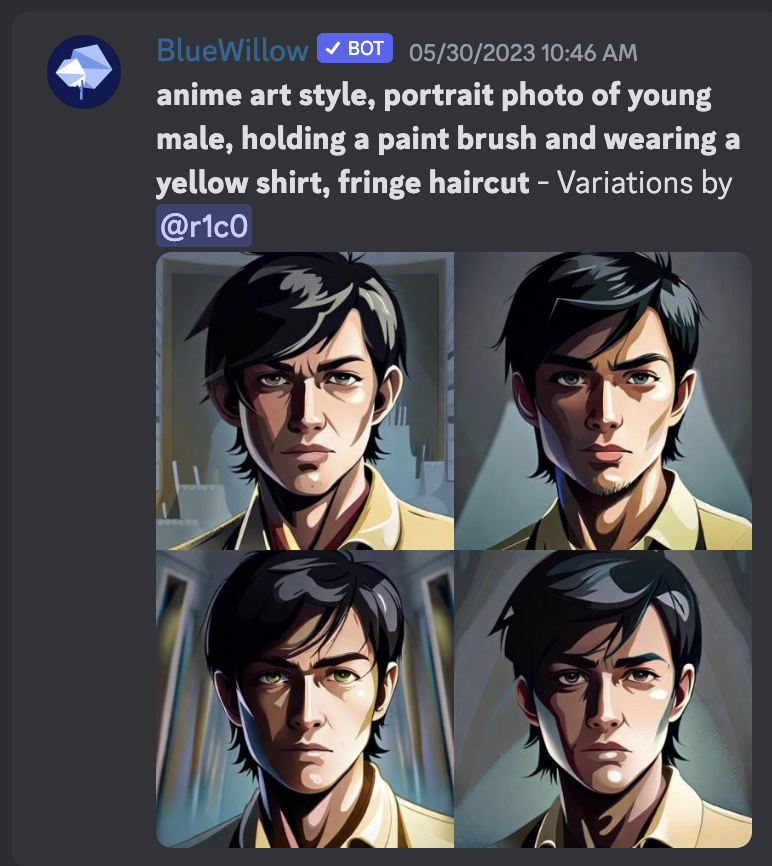 BlueWillow ✓ BOT 05/30/2023 10:46 AM
anime art style, portrait photo of young
male, holding a paint brush and wearing a
yellow shirt, fringe haircut - Variations by
@r1c0